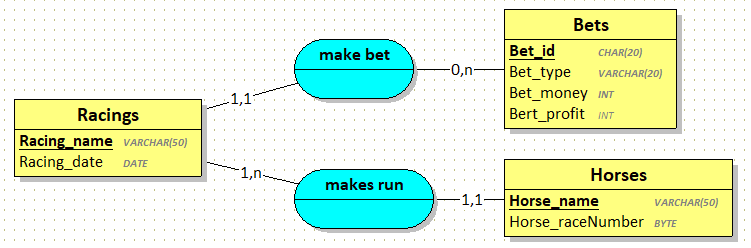 make bet
Bets
Bet_id CHAR(20)
Bet_type VARCHAR(20)
Bet_money INT
Bert_profit INT
0,n
1,1
Racings
Racing_name VARCHAR(50)
Racing_date DATE
1,n
makes run
1,1
Horses
Horse_name VARCHAR(50)
Horse_raceNumber BYTE